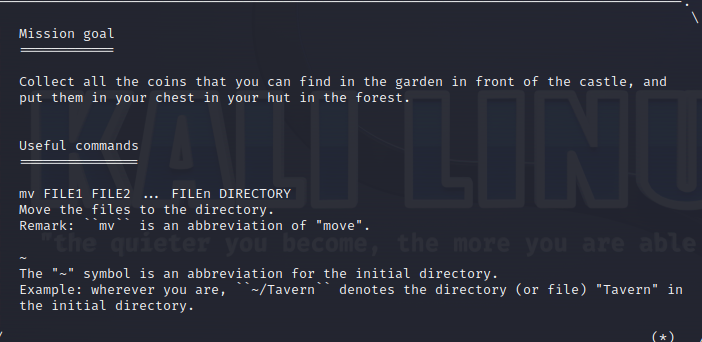 Mission goal
============
Collect all the coins that you can find in the garden in front of the castle, and
put them in your chest in your hut in the forest.
Useful commands
===============
mv FILE1 FILE2 ... FILEn DIRECTORY
Move the files to the directory.
Remark: ``mv`` is an abbreviation of "move".
~
The "~" symbol is an abbreviation for the initial directory.
Example: wherever you are, ``~/Tavern`` denotes the directory (or file) "Tavern" in
the initial directory.
(*)
KALI LINU
"the quieter you become, the more you are able